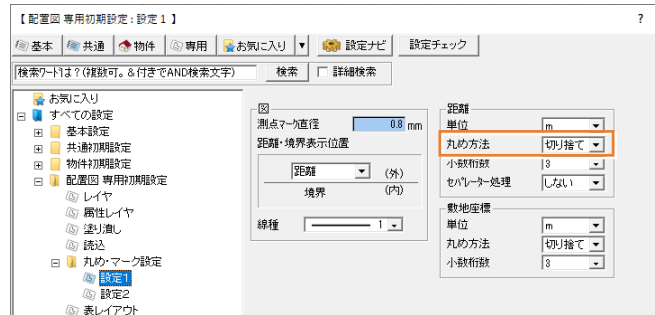 【 配置図 専用初期設定 : 設定１ 】 ?
基本 共通 物件 専用 お気に入り ▼ 設定ナビ 設定チェック
検索ワードは？(複数可。＆付きでAND検索文字) 検索 詳細検索
お気に入り
すべての設定
基本設定
共通初期設定
物件初期設定
配置図 専用初期設定
レイヤ
属性レイヤ
塗り潰し
読込
丸め・マーク設定
設定1
設定2
表レイアウト
図
測点マーク直径 0.8 mm
距離・境界表示位置
距離 (外)
境界 (内)
線種 1
距離
単位 m
丸め方法 切り捨て
小数桁数 3
セパレーター処理 しない
敷地座標
単位 m
丸め方法 切り捨て
小数桁数 3